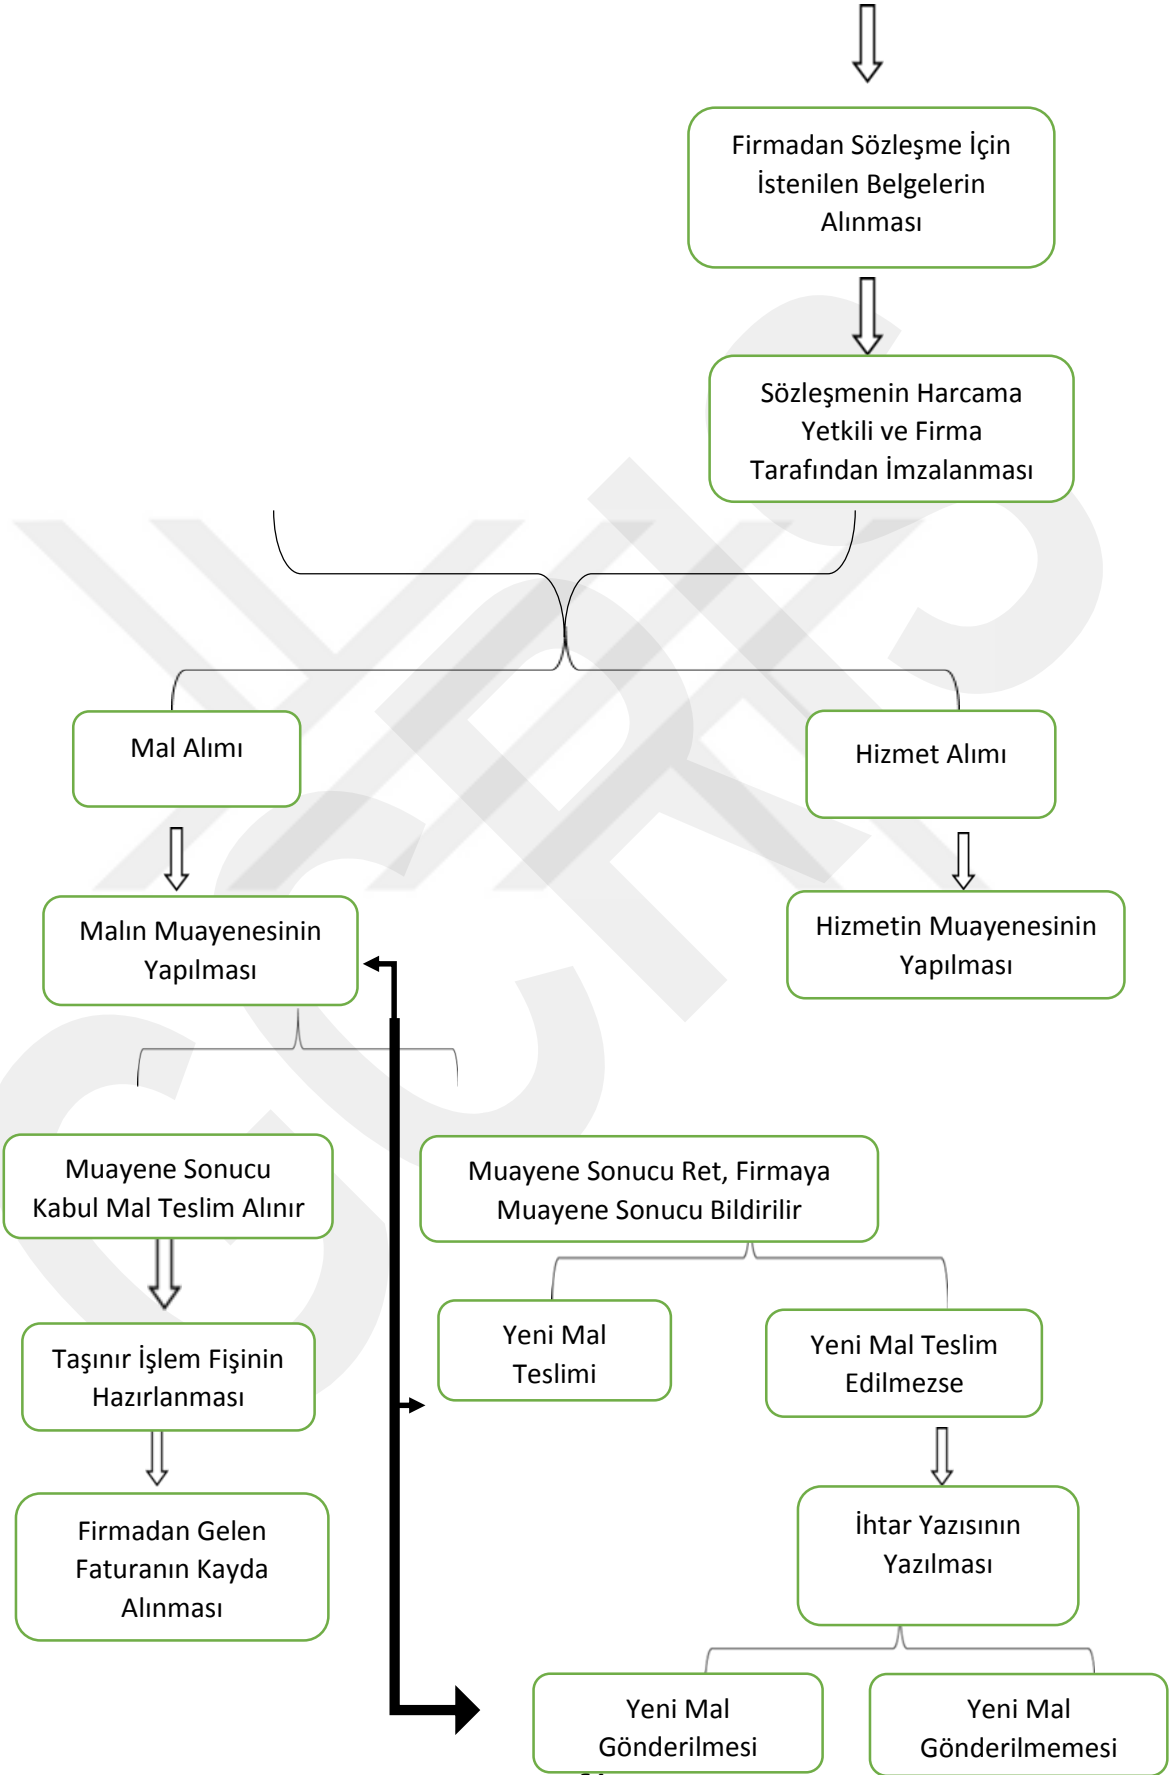 Firmadan Sözleşme İçin
İstenilen Belgelerin
Alınması
Sözleşmenin Harcama
Yetkili ve Firma
Tarafından İmzalanması
Mal Alımı
Hizmet Alımı
Malın Muayenesinin
Yapılması
Hizmetin Muayenesinin
Yapılması
Muayene Sonucu
Kabul Mal Teslim Alınır
Muayene Sonucu Ret, Firmaya
Muayene Sonucu Bildirilir
Yeni Mal
Teslimi
Yeni Mal Teslim
Edilmezse
Taşınır İşlem Fişinin
Hazırlanması
Firmadan Gelen
Faturanın Kayda
Alınması
İhtar Yazısının
Yazılması
Yeni Mal
Gönderilmesi
Yeni Mal
Gönderilmemesi